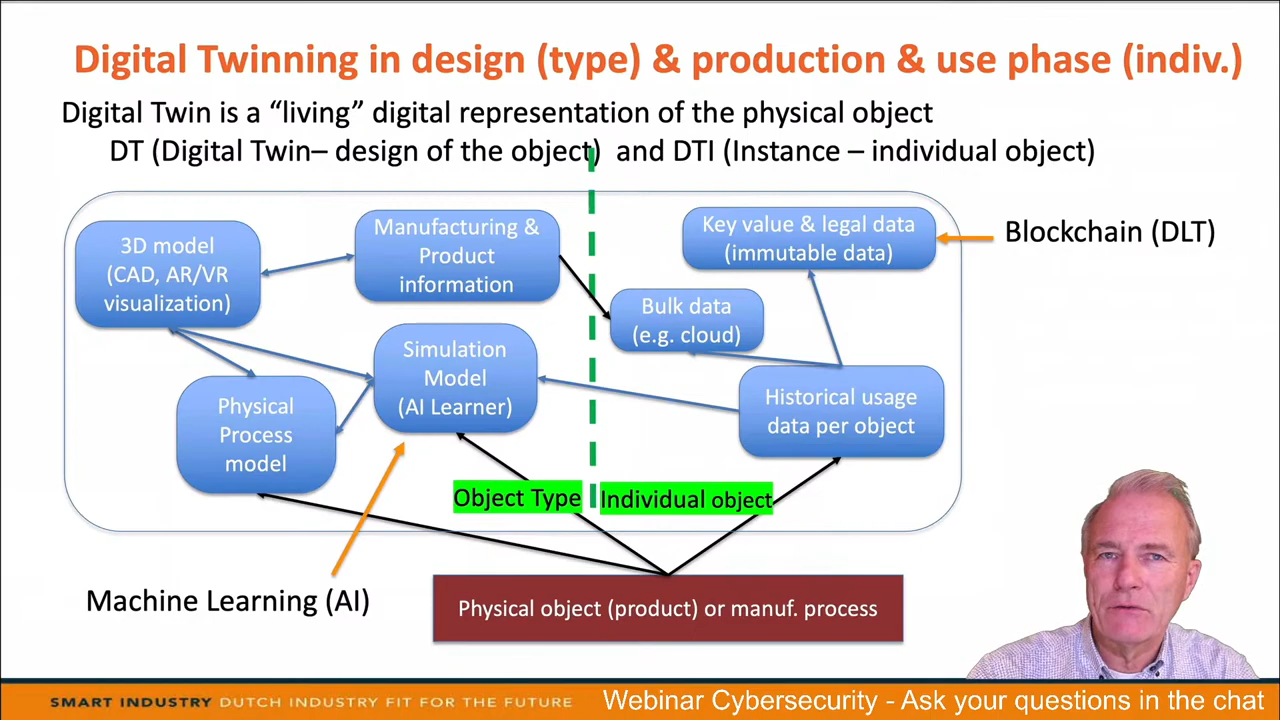 Digital Twinning in design (type) & production & use phase (indiv.)
Digital Twin is a “living” digital representation of the physical object
DT (Digital Twin– design of the object) and DTI (Instance – individual object)
3D model
(CAD, AR/VR
visualization)
Manufacturing &
Product
information
Key value & legal data
(immutable data)
Blockchain (DLT)
Bulk data
(e.g. cloud)
Simulation
Model
(AI Learner)
Physical
Process
model
Historical usage
data per object
Object Type
Individual object
Machine Learning (AI)
Physical object (product) or manuf. process
SMART INDUSTRY DUTCH INDUSTRY FIT FOR THE FUTURE
Webinar Cybersecurity - Ask your questions in the chat